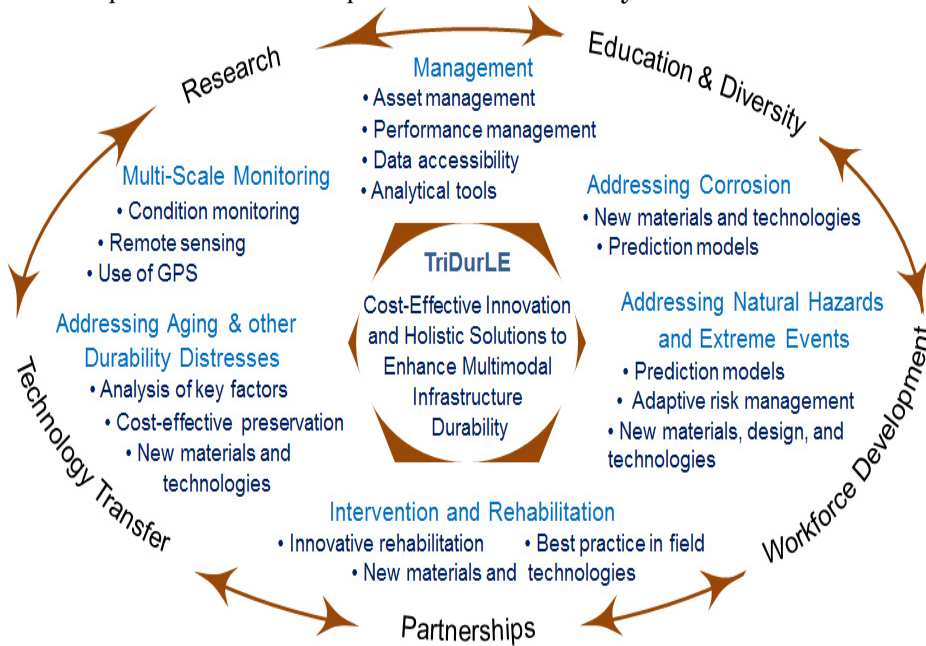 Research
Education & Diversity
Management
• Asset management
• Performance management
• Data accessibility
• Analytical tools
Multi-Scale Monitoring
• Condition monitoring
• Remote sensing
• Use of GPS
Addressing Corrosion
• New materials and technologies
• Prediction models
TriDurLE
Cost-Effective Innovation
and Holistic Solutions to
Enhance Multimodal
Infrastructure
Durability
Addressing Aging & other
Durability Distresses
• Analysis of key factors
• Cost-effective preservation
• New materials and
technologies
Addressing Natural Hazards
and Extreme Events
• Prediction models
• Adaptive risk management
• New materials, design, and
technologies
Intervention and Rehabilitation
• Innovative rehabilitation • Best practice in field
• New materials and technologies
Technology Transfer
Workforce Development
Partnerships